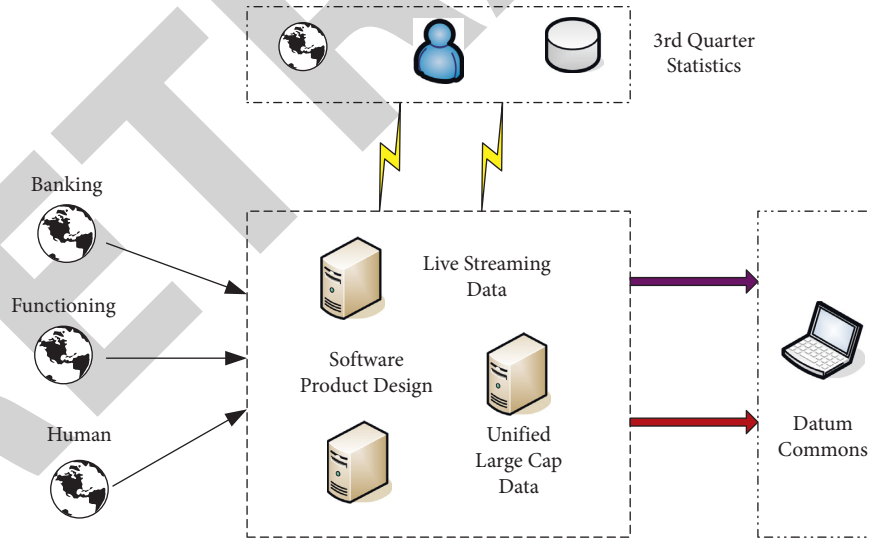 3rd Quarter
Statistics
Banking
Functioning
Human
Live Streaming
Data
Software
Product Design
Unified
Large Cap
Data
Datum
Commons